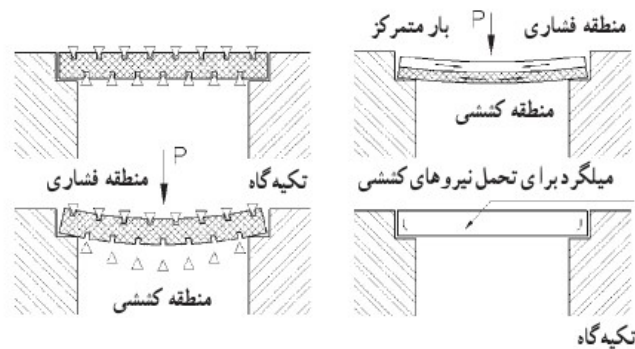 منطقه فشاری
بار متمرکز
P
منطقه کششی
P
منطقه فشاری
تکیه‌گاه
منطقه کششی
میلگرد برای تحمل نیروهای کششی
تکیه‌گاه